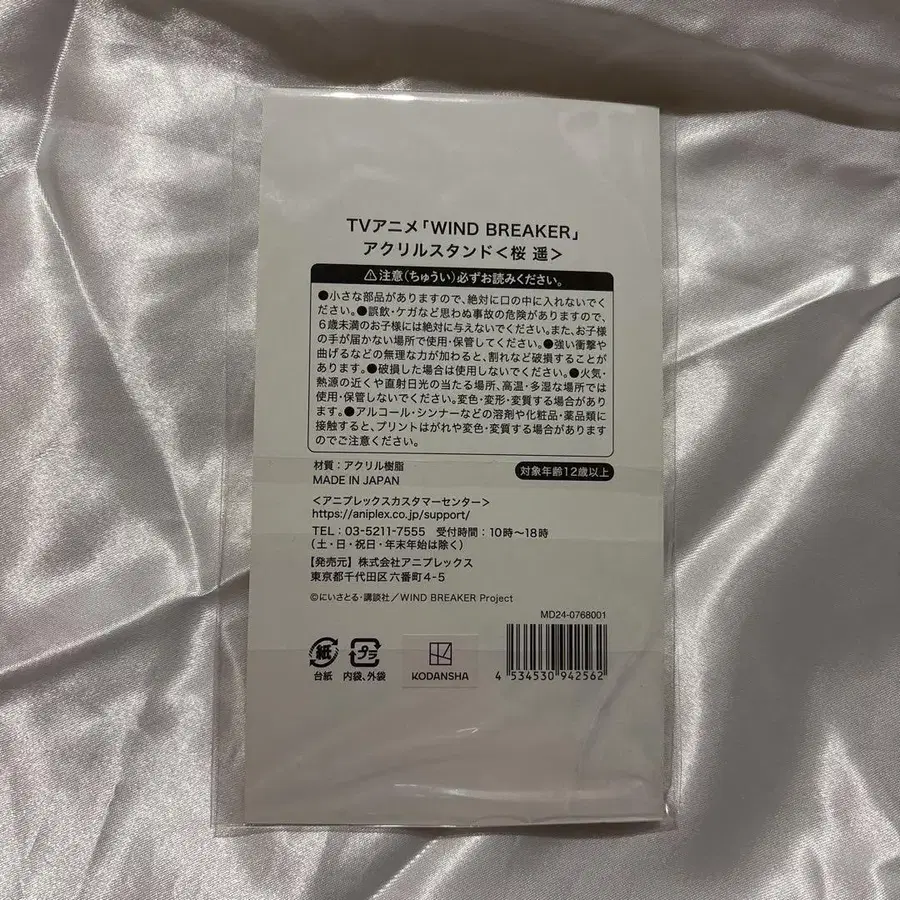 TVアニメ「WIND BREAKER」
アクリルスタンド＜桜 遥＞
⚠注意（ちゅうい）必ずお読みください。
●小さな部品がありますので、絶対に口の中に入れないでく
ださい。●誤飲・ケガなど思わぬ事故の危険がありますので、
6歳未満のお子様には絶対に与えないでください。また、お子様
の手が届かない場所で使用・保管してください。●強い衝撃や
曲げるなどの無理な力が加わると、割れなど破損することが
あります。●破損した場合は使用しないでください。●火気・
熱源の近くや直射日光の当たる場所、高温・多湿な場所では
使用・保管しないでください。変色・変形・変質する場合があり
ます。●アルコール・シンナーなどの溶剤や化粧品・薬品類に
接触すると、プリントはがれや変色・変質する場合があります
のでご注意ください。
材質：アクリル樹脂
MADE IN JAPAN
対象年齢12歳以上
＜アニプレックスカスタマーセンター＞
https://aniplex.co.jp/support/
TEL：03-5211-7555　受付時間：10時～18時
（土・日・祝日・年末年始は除く）
【発売元】株式会社アニプレックス
東京都千代田区六番町4-5
©にいさとる・講談社／WIND BREAKER Project
MD24-0768001
紙
台紙
プラ
内袋、外袋
KODANSHA
4 534530 942562